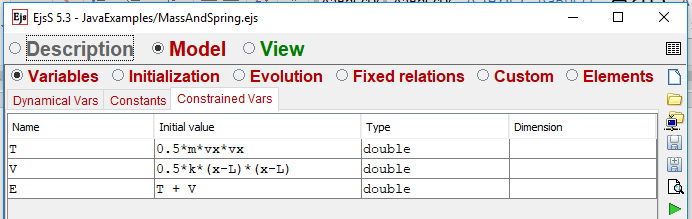 EjsS 5.3 - JavaExamples/MassAndSpring.ejs
Description Model View
Variables Initialization Evolution Fixed relations Custom Elements
Dynamical Vars Constants Constrained Vars
Name Initial value Type Dimension
T 0.5*m*vx*vx double
V 0.5*k*(x-L)*(x-L) double
E T + V double